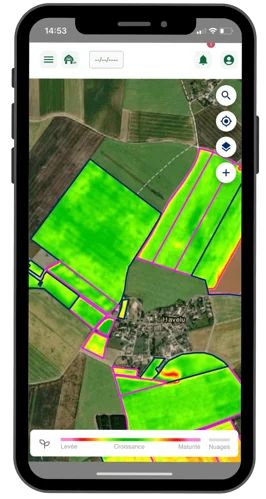 14:53
--/--/----
Havelu
Levée Croissance Maturité Nuages